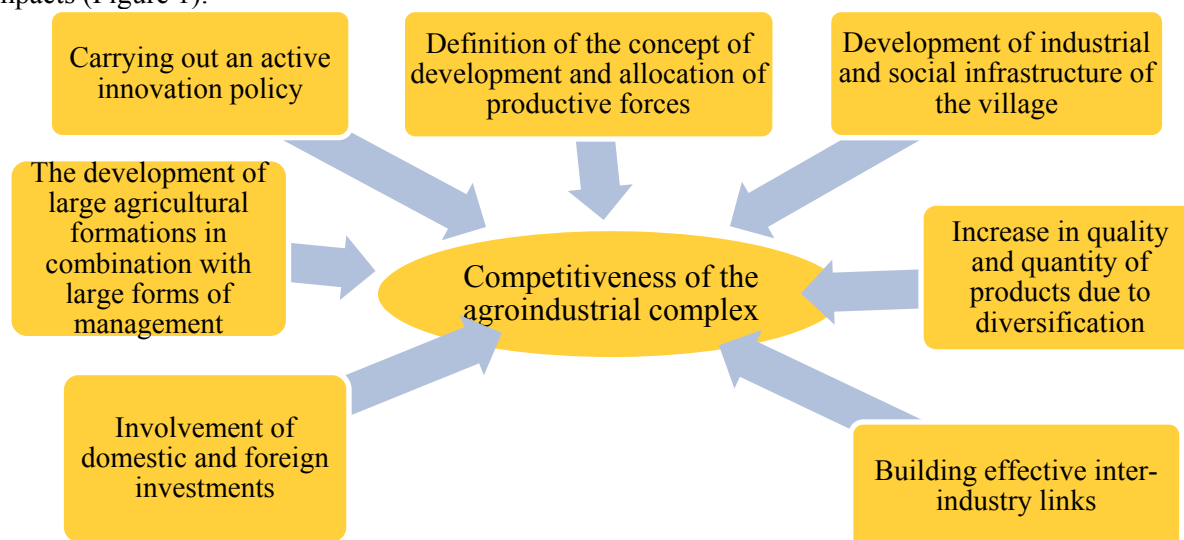 mpacts (Figure 1).
Carrying out an active
innovation policy
Definition of the concept of
development and allocation of
productive forces
Development of industrial
and social infrastructure of
the village
The development of
large agricultural
formations in
combination with
large forms of
management
Competitiveness of the
agroindustrial complex
Increase in quality
and quantity of
products due to
diversification
Involvement of
domestic and foreign
investments
Building effective inter-
industry links